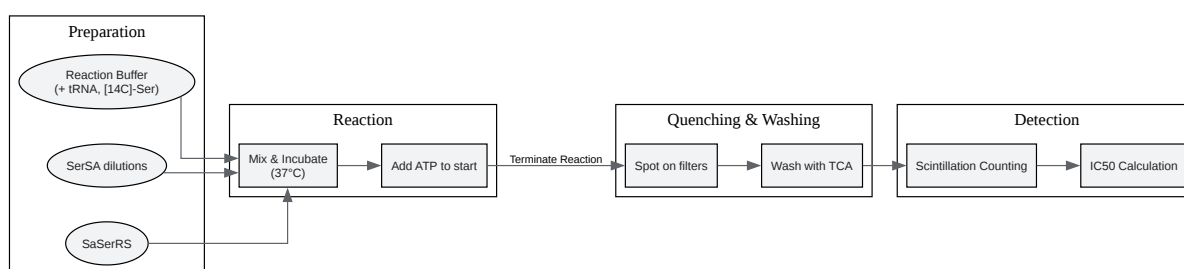 Preparation
Reaction Buffer
(+ tRNA, [14C]-Ser)
SerSA dilutions
SaSerRS
Reaction
Mix & Incubate
(37°C)
Add ATP to start
Terminate Reaction
Quenching & Washing
Spot on filters
Wash with TCA
Detection
Scintillation Counting
IC50 Calculation